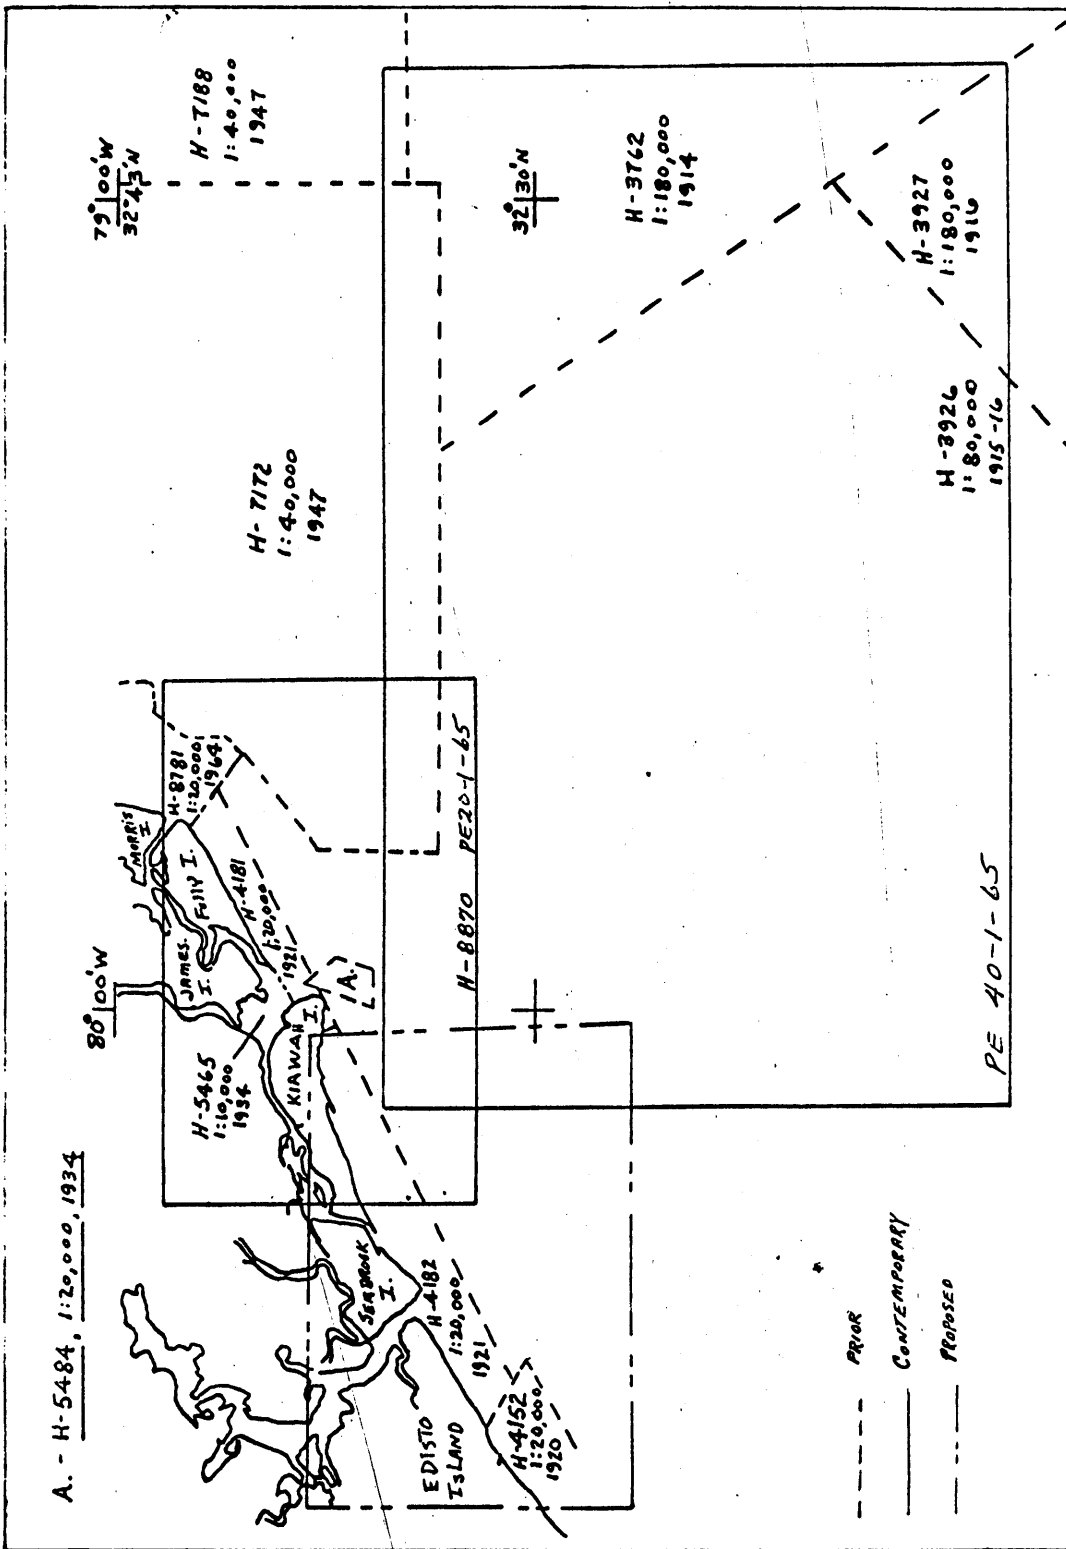 A. - H-5484, 1:20,000, 1934
80°00'W
79°00'W
32°43'N
H-7188
1:40,000
1947
H-7172
1:40,000
1947
MORRIS
I.
H-8781
1:20,000
1964
JAMES.
I.
FOLLY I.
H-4181
1:20,000
1921
H-5465
1:10,000
1934
KIAWAH
I.
[A.]
SEABROOK
I.
H-4182
1:20,000
1921
EDISTO
ISLAND
H-4152
1:20,000
1920
H-8870 PE20-1-65
32°30'N
H-3762
1:180,000
1914
H-3927
1:180,000
1916
H-3926
1:80,000
1915-16
PE 40-1-65
PRIOR
CONTEMPORARY
PROPOSED